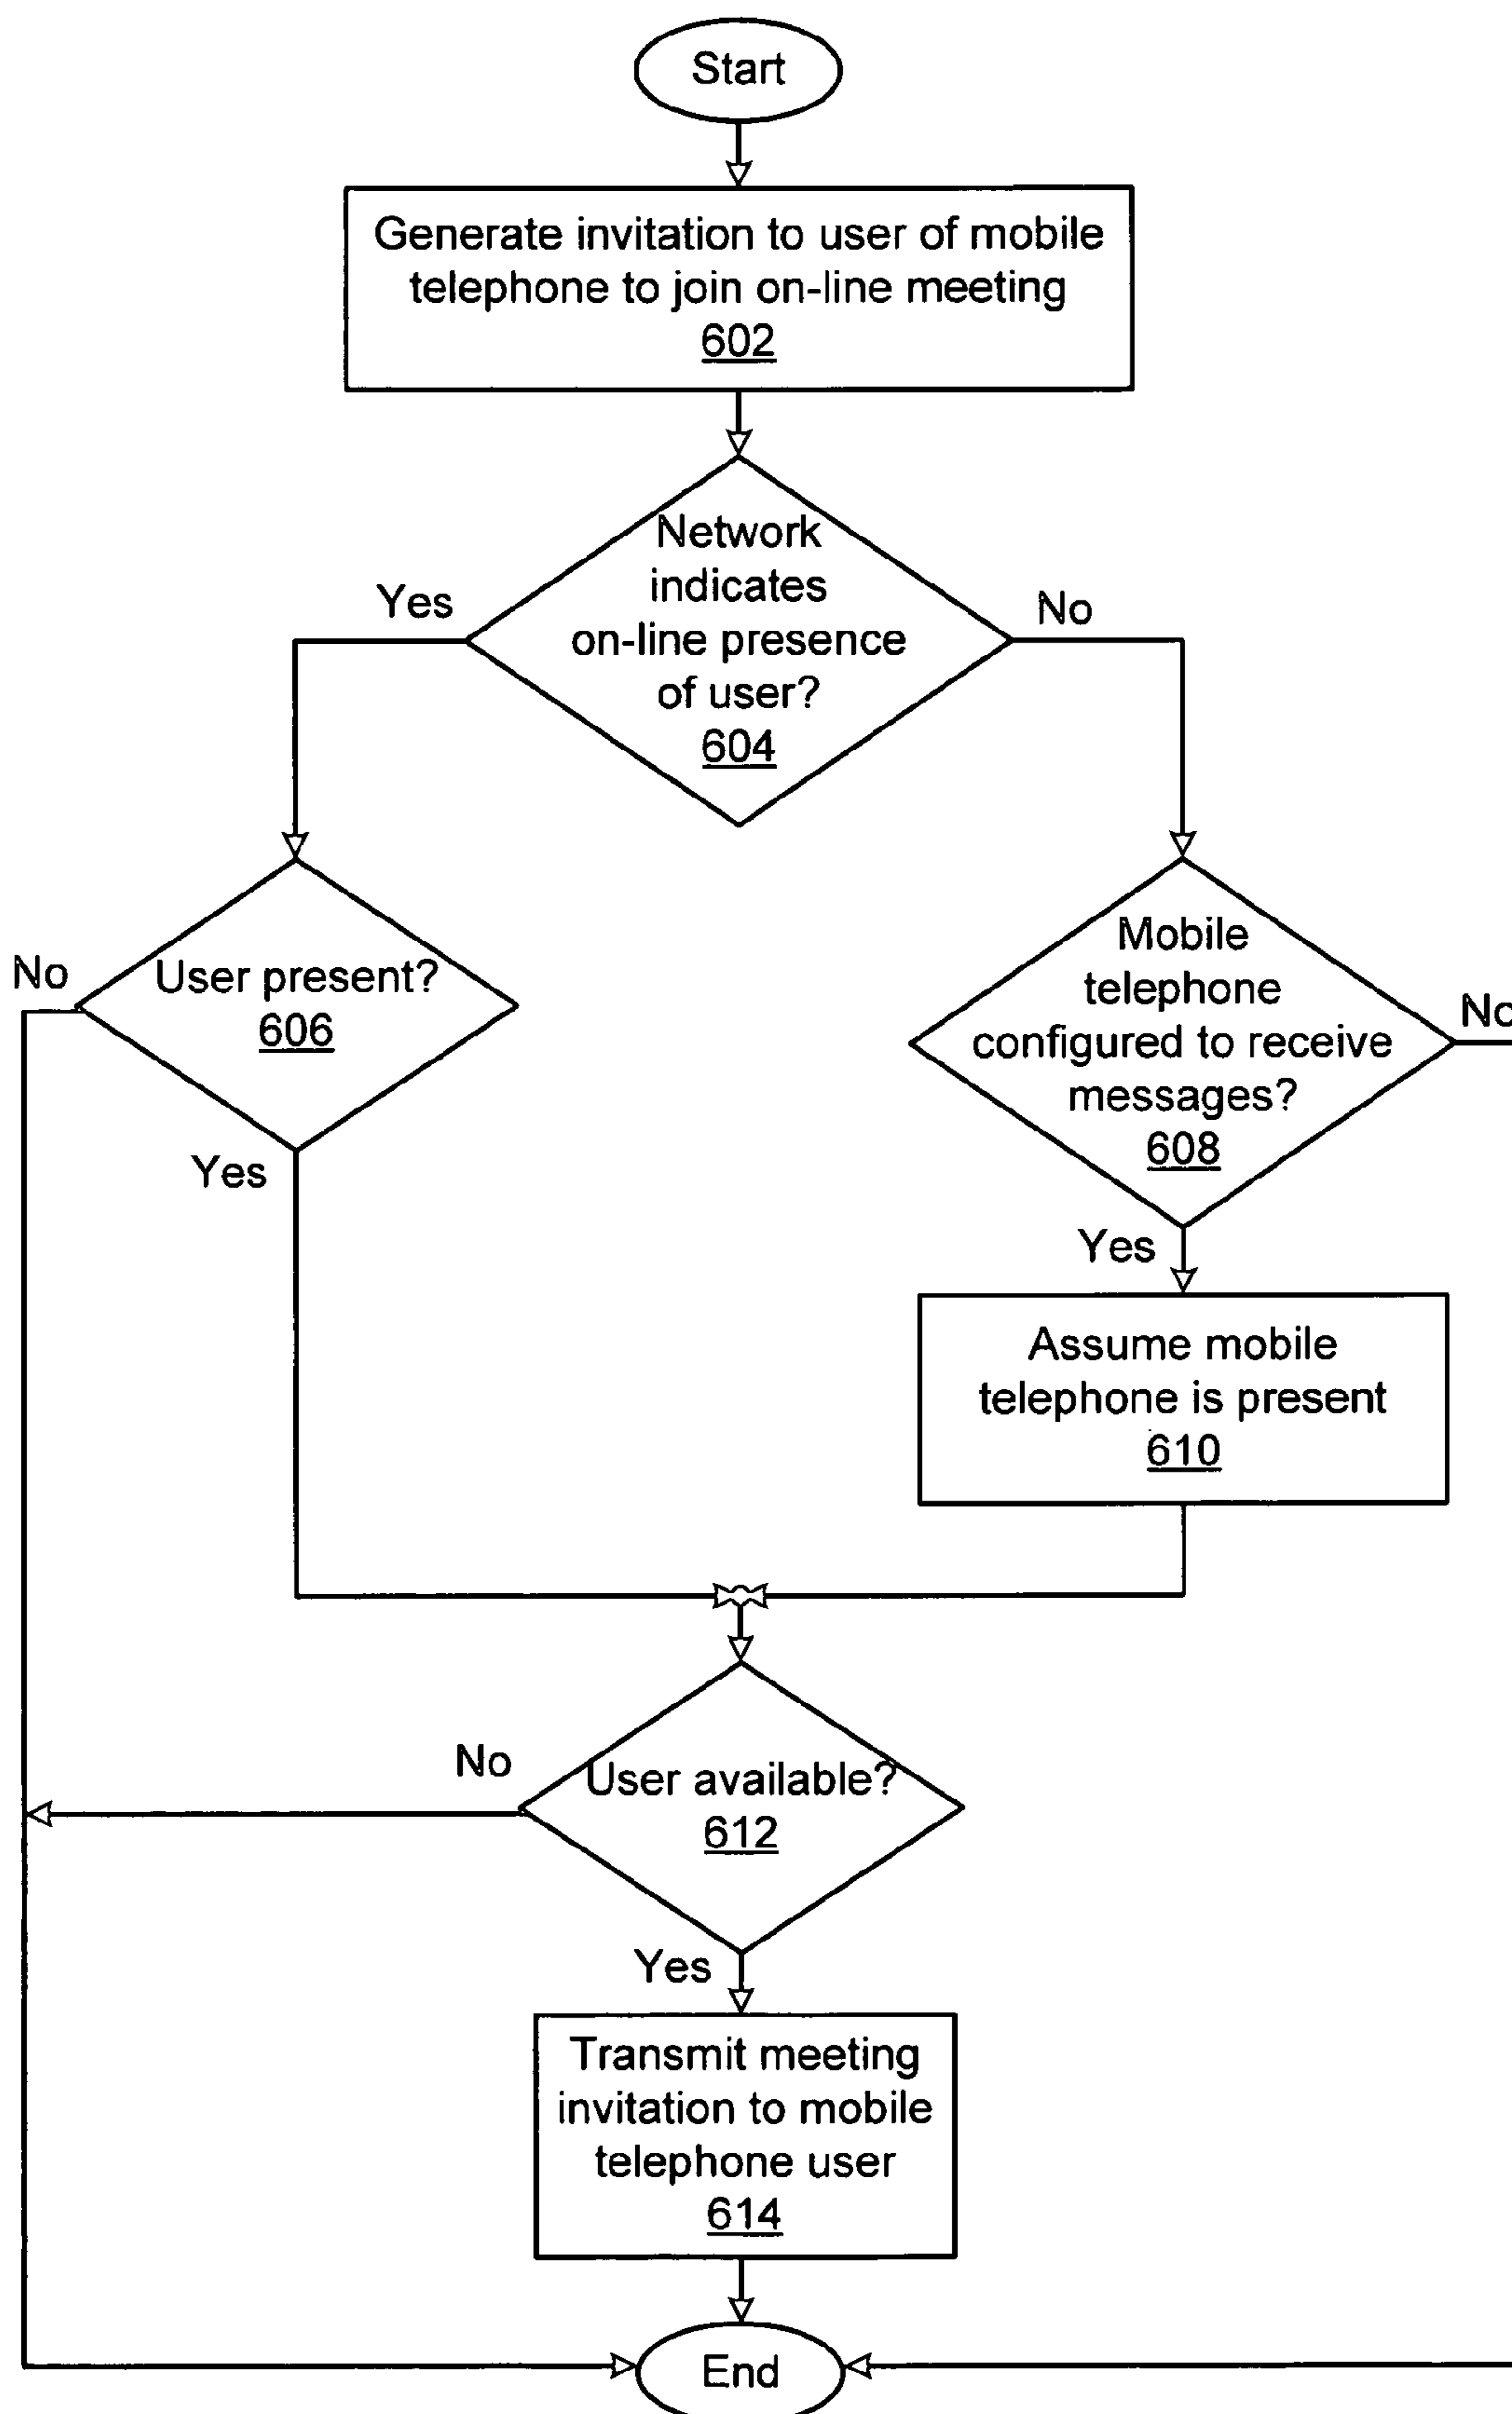 Start
Generate invitation to user of mobile
telephone to join on-line meeting
602
Network
indicates
on-line presence
of user?
604
Yes
No
User present?
606
No
Yes
Mobile
telephone
configured to receive
messages?
608
No
Yes
Assume mobile
telephone is present
610
User available?
612
No
Yes
Transmit meeting
invitation to mobile
telephone user
614
End